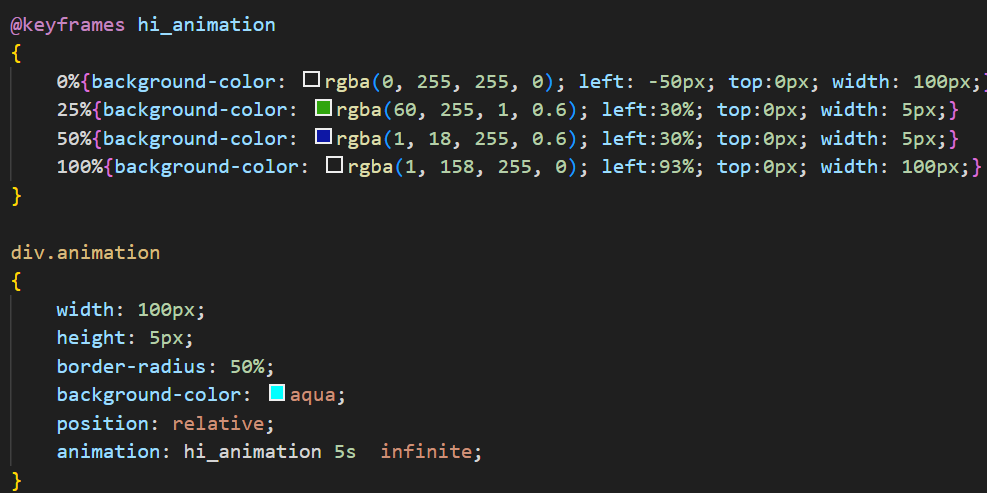 @keyframes hi_animation
{
    0%{background-color: rgba(0, 255, 255, 0); left: -50px; top:0px; width: 100px;}
    25%{background-color: rgba(60, 255, 1, 0.6); left:30%; top:0px; width: 5px;}
    50%{background-color: rgba(1, 18, 255, 0.6); left:30%; top:0px; width: 5px;}
    100%{background-color: rgba(1, 158, 255, 0); left:93%; top:0px; width: 100px;}
}

div.animation
{
    width: 100px;
    height: 5px;
    border-radius: 50%;
    background-color: aqua;
    position: relative;
    animation: hi_animation 5s  infinite;
}